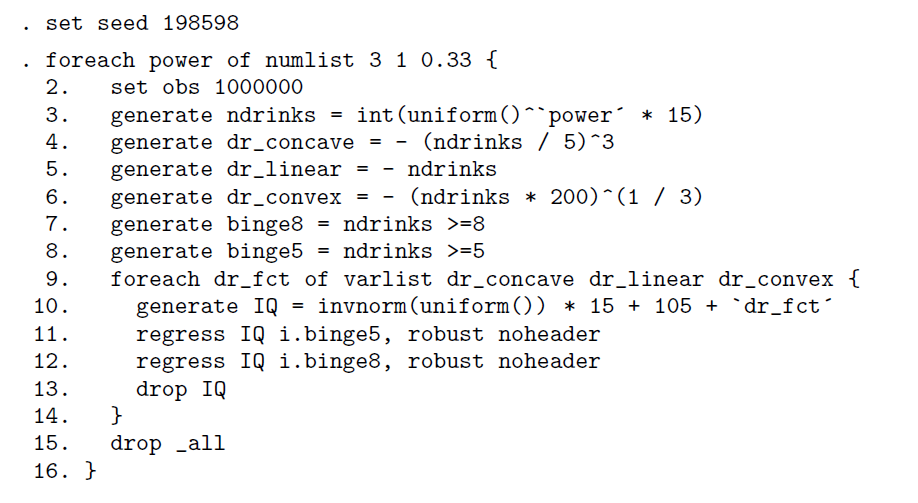 . set seed 198598
. foreach power of numlist 3 1 0.33 {
2. set obs 1000000
3. generate ndrinks = int(uniform()^`power´ * 15)
4. generate dr_concave = - (ndrinks / 5)^3
5. generate dr_linear = - ndrinks
6. generate dr_convex = - (ndrinks * 200)^(1 / 3)
7. generate binge8 = ndrinks >=8
8. generate binge5 = ndrinks >=5
9. foreach dr_fct of varlist dr_concave dr_linear dr_convex {
10. generate IQ = invnorm(uniform()) * 15 + 105 + `dr_fct´
11. regress IQ i.binge5, robust noheader
12. regress IQ i.binge8, robust noheader
13. drop IQ
14. }
15. drop _all
16. }